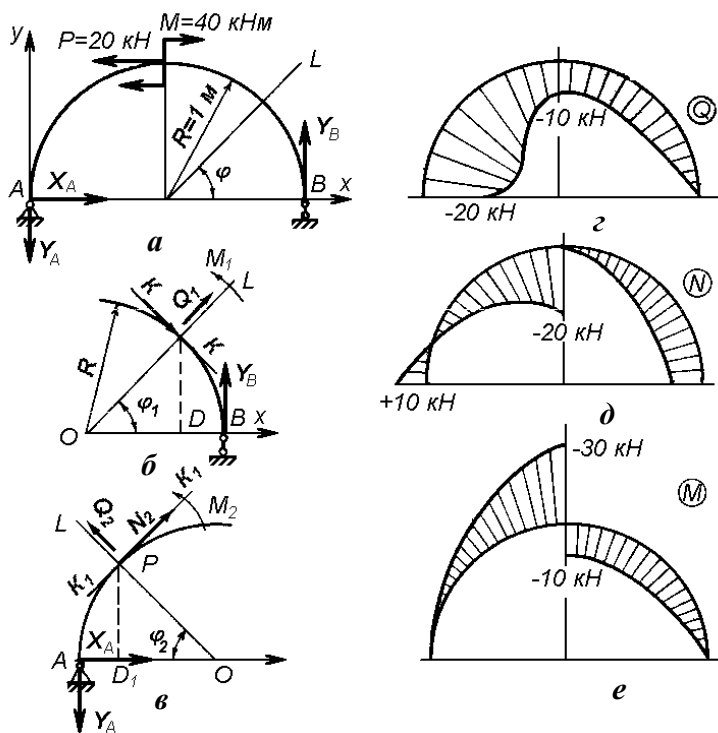 y
M=40 кНм
P=20 кН
L
R=1 м
Y_B
φ
A
X_A
B
x
Y_A
а
Q
-10 кН
-20 кН
г
M_1
L
K
Q_1
K
R
Y_B
φ_1
O
D
B
x
б
N
-20 кН
+10 кН
д
K_1
L
Q_2
N_2
M_2
P
K_1
φ_2
A
X_A
D_1
O
Y_A
в
-30 кН
M
-10 кН
е